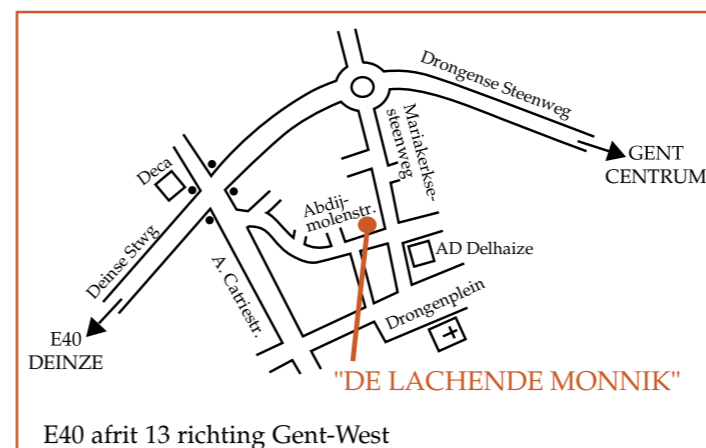 Drongense Steenweg
Mariakerkse-
steenweg
GENT
CENTRUM
Deca
Abdij-
molenstr.
AD Delhaize
Deinse Stwg
A. Catriestr.
Drongenplein
E40
DEINZE
"DE LACHENDE MONNIK"
E40 afrit 13 richting Gent-West